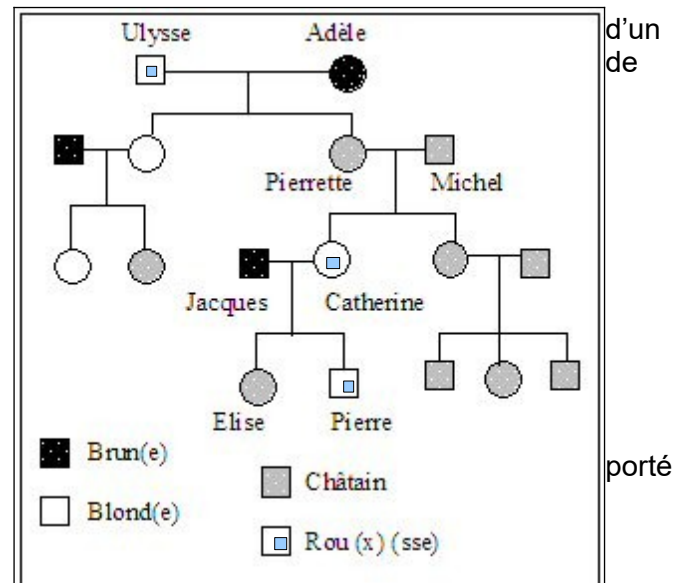 d'un
Ulysse Adèle
de
Pierrette Michel
Jacques Catherine
Elise Pierre
Brun(e)
porté
Châtain
Blond(e)
Rou (x) (sse)